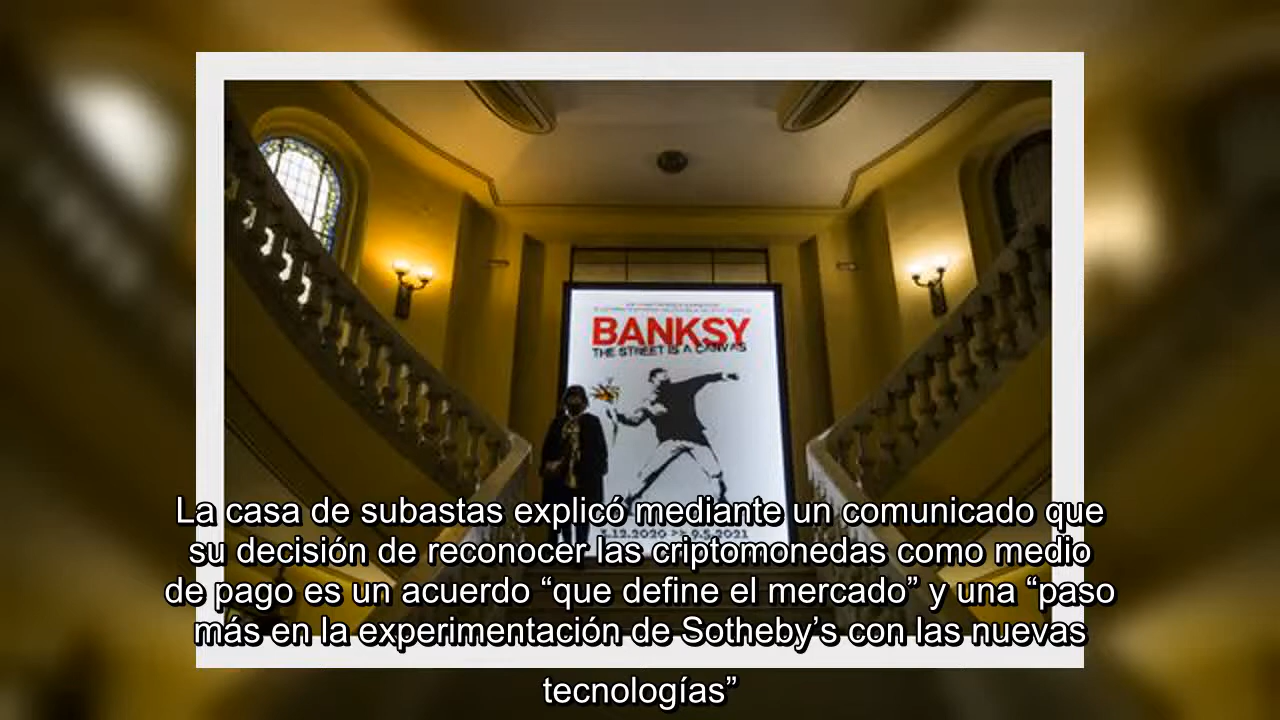 BANKSY
THE STREET IS A CANVAS
La casa de subastas explicó mediante un comunicado que
su decisión de reconocer las criptomonedas como medio
de pago es un acuerdo “que define el mercado” y una “paso
más en la experimentación de Sotheby’s con las nuevas
tecnologías”